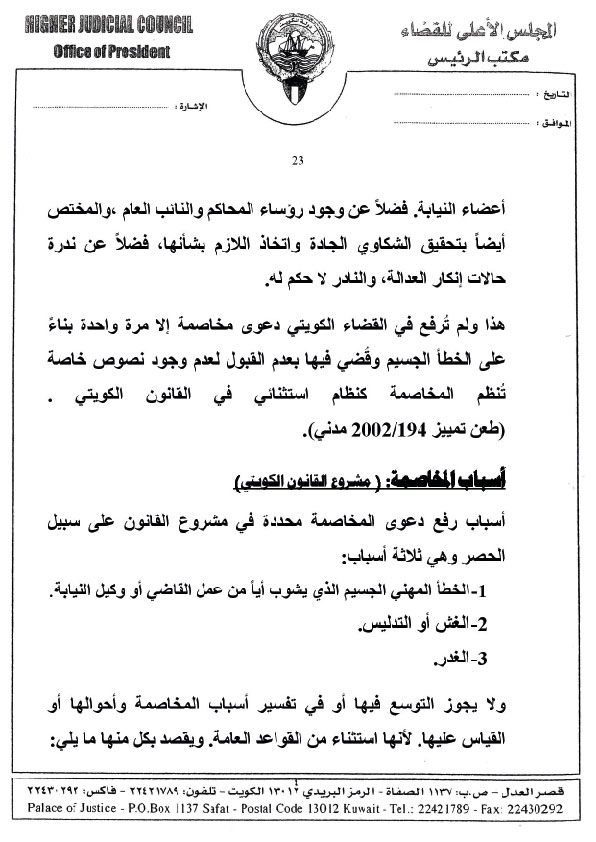 HIGHER JUDICIAL COUNCIL
Office of President
المجلس الأعلى للقضاء
مكتب الرئيس
التاريخ :
الموافق :
الإشارة :
23
أعضاء النيابة. فضلاً عن وجود رؤساء المحاكم والنائب العام ،والمختص
أيضاً بتحقيق الشكاوي الجادة واتخاذ اللازم بشأنها، فضلاً عن ندرة
حالات إنكار العدالة، والنادر لا حكم له.
هذا ولم تُرفع في القضاء الكويتي دعوى مخاصمة إلا مرة واحدة بناءً
على الخطأ الجسيم وقُضي فيها بعدم القبول لعدم وجود نصوص خاصة
تُنظم المخاصمة كنظام استثنائي في القانون الكويتي .
(طعن تمييز 2002/194 مدني).
أسباب المخاصمة: ( مشروع القانون الكويتي)
أسباب رفع دعوى المخاصمة محددة في مشروع القانون على سبيل
الحصر وهي ثلاثة أسباب:
1-الخطأ المهني الجسيم الذي يشوب أياً من عمل القاضي أو وكيل النيابة.
2-الغش أو التدليس.
3-الغدر.
ولا يجوز التوسع فيها أو في تفسير أسباب المخاصمة وأحوالها أو
القياس عليها. لأنها استثناء من القواعد العامة. ويقصد بكل منها ما يلي:
قصر العدل - ص.ب: ١١٣٧ الصفاة - الرمز البريدي ١٣٠١٢ الكويت - تلفون: ٢٢٤٢١٧٨٩ - فاكس: ٢٢٤٣٠٢٩٢
Palace of Justice - P.O.Box 1137 Safat - Postal Code 13012 Kuwait - Tel.: 22421789 - Fax: 22430292